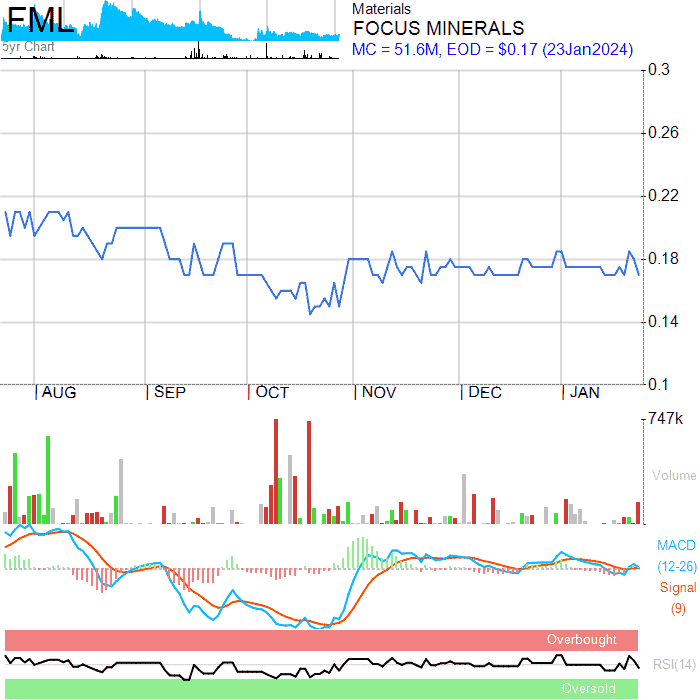 FML
5yr Chart
Materials
FOCUS MINERALS
MC = 51.6M, EOD = $0.17 (23Jan2024)
0.3
0.26
0.22
0.18
0.14
0.1
AUG
SEP
OCT
NOV
DEC
JAN
747k
Volume
MACD
(12-26)
Signal
(9)
Overbought
RSI(14)
Oversold